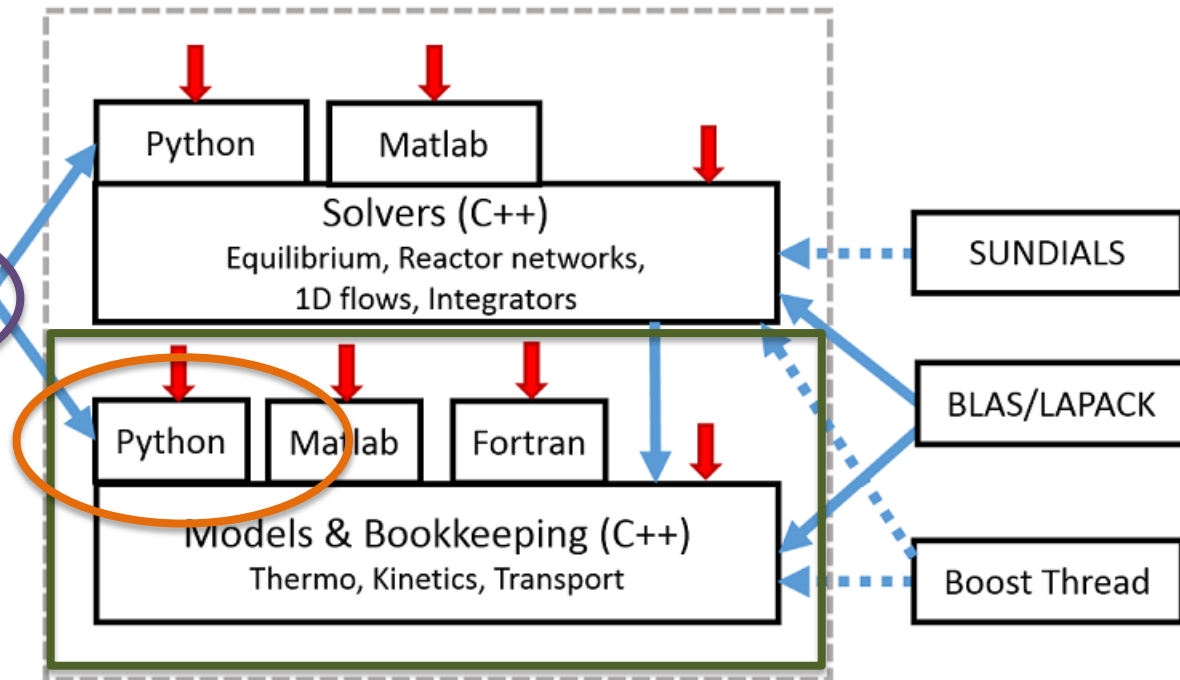 Python
Matlab
Solvers (C++)
Equilibrium, Reactor networks,
1D flows, Integrators
SUNDIALS
BLAS/LAPACK
Python
Matlab
Fortran
Models & Bookkeeping (C++)
Thermo, Kinetics, Transport
Boost Thread